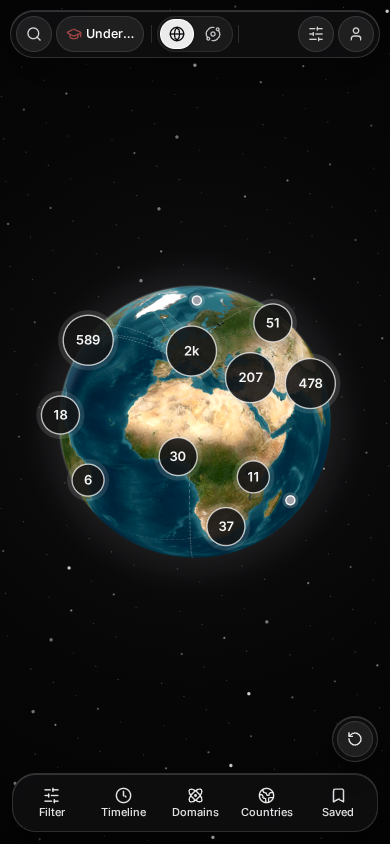 Under...
51
589
2k
207
478
18
30
11
6
37
Filter
Timeline
Domains
Countries
Saved